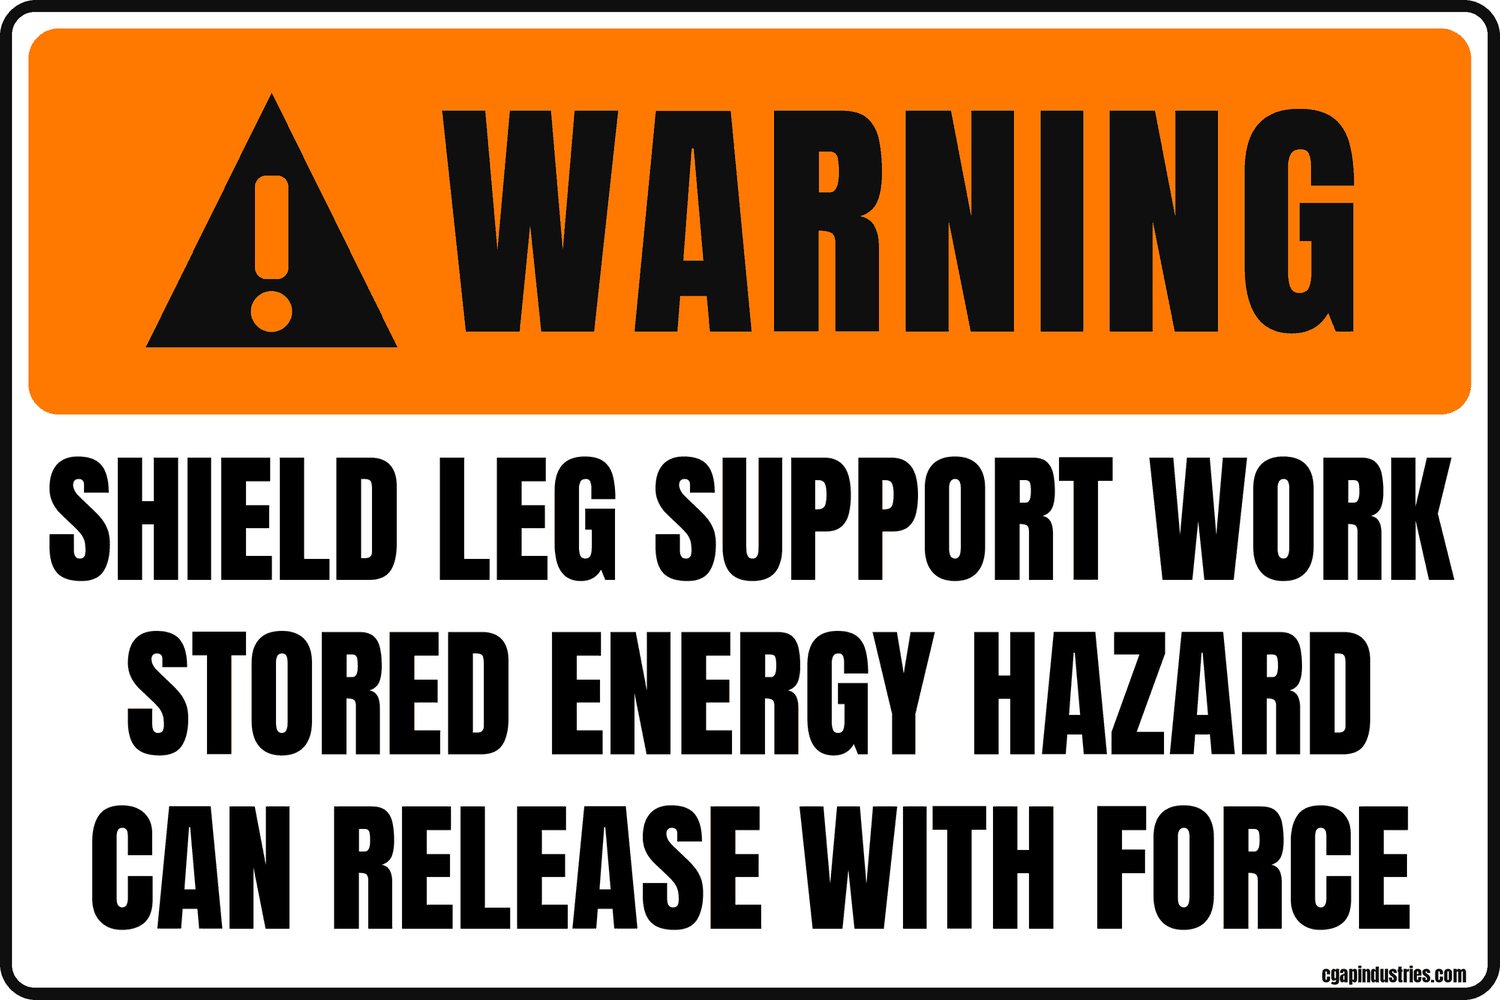 WARNING
SHIELD LEG SUPPORT WORK
STORED ENERGY HAZARD
CAN RELEASE WITH FORCE
cgapindustries.com